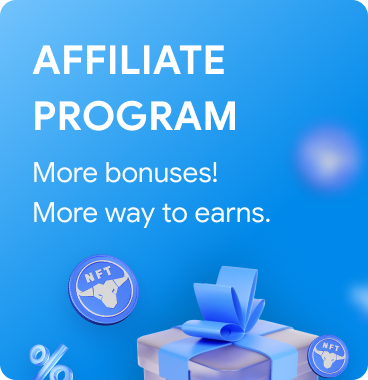 AFFILIATE
PROGRAM
More bonuses!
More way to earns.
NFT
NFT
%